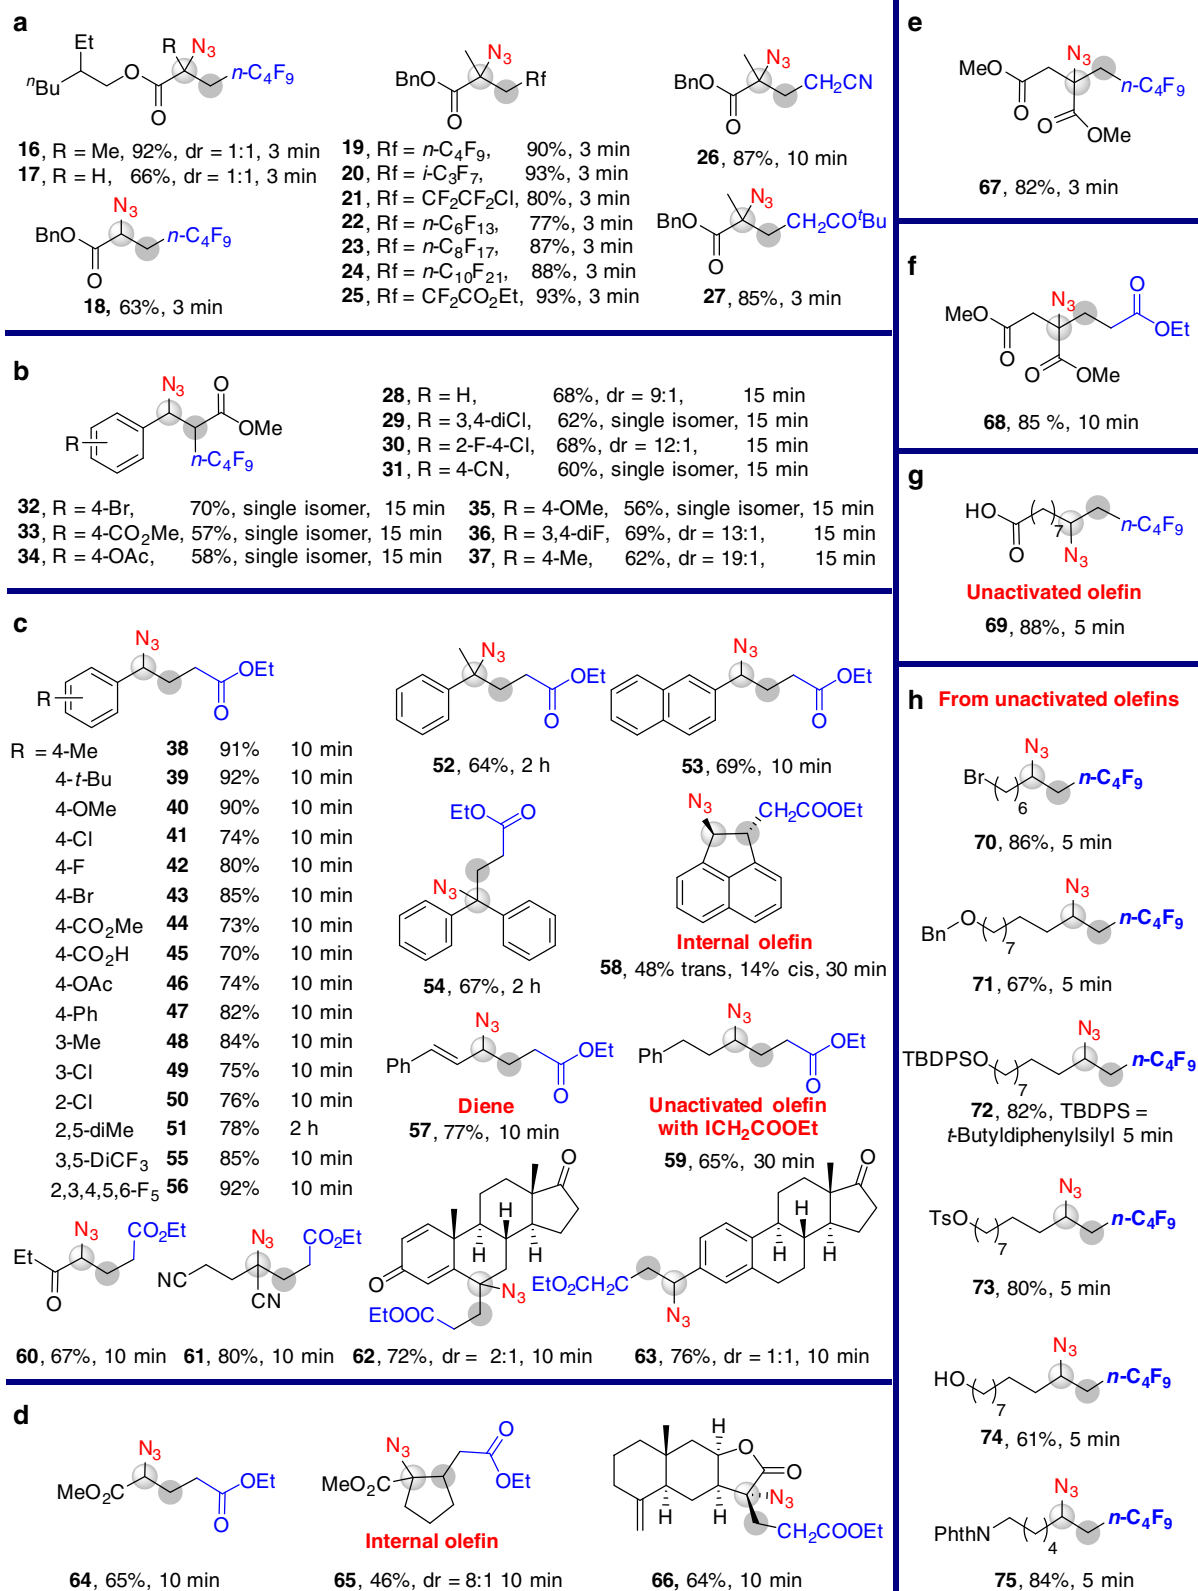 a
Et
nBu
O
O
R
N3
n-C4F9
16, R = Me, 92%, dr = 1:1, 3 min
17, R = H, 66%, dr = 1:1, 3 min
BnO
O
N3
n-C4F9
18, 63%, 3 min
BnO
O
N3
Rf
19, Rf = n-C4F9, 90%, 3 min
20, Rf = i-C3F7, 93%, 3 min
21, Rf = CF2CF2Cl, 80%, 3 min
22, Rf = n-C6F13, 77%, 3 min
23, Rf = n-C8F17, 87%, 3 min
24, Rf = n-C10F21, 88%, 3 min
25, Rf = CF2CO2Et, 93%, 3 min
BnO
O
N3
CH2CN
26, 87%, 10 min
BnO
O
N3
CH2COtBu
27, 85%, 3 min
b
R
N3
O
OMe
n-C4F9
28, R = H, 68%, dr = 9:1, 15 min
29, R = 3,4-diCl, 62%, single isomer, 15 min
30, R = 2-F-4-Cl, 68%, dr = 12:1, 15 min
31, R = 4-CN, 60%, single isomer, 15 min
32, R = 4-Br, 70%, single isomer, 15 min
33, R = 4-CO2Me, 57%, single isomer, 15 min
34, R = 4-OAc, 58%, single isomer, 15 min
35, R = 4-OMe, 56%, single isomer, 15 min
36, R = 3,4-diF, 69%, dr = 13:1, 15 min
37, R = 4-Me, 62%, dr = 19:1, 15 min
c
R
N3
OEt
O
R = 4-Me 38 91% 10 min
4-t-Bu 39 92% 10 min
4-OMe 40 90% 10 min
4-Cl 41 74% 10 min
4-F 42 80% 10 min
4-Br 43 85% 10 min
4-CO2Me 44 73% 10 min
4-CO2H 45 70% 10 min
4-OAc 46 74% 10 min
4-Ph 47 82% 10 min
3-Me 48 84% 10 min
3-Cl 49 75% 10 min
2-Cl 50 76% 10 min
2,5-diMe 51 78% 2 h
3,5-DiCF3 55 85% 10 min
2,3,4,5,6-F5 56 92% 10 min
N3
OEt
O
52, 64%, 2 h
N3
OEt
O
53, 69%, 10 min
EtO
O
N3
54, 67%, 2 h
N3
CH2COOEt
Internal olefin
58, 48% trans, 14% cis, 30 min
Ph
N3
OEt
O
Diene
57, 77%, 10 min
Ph
N3
OEt
O
Unactivated olefin
with ICH2COOEt
59, 65%, 30 min
Et
O
N3
CO2Et
60, 67%, 10 min
NC
N3
CN
CO2Et
61, 80%, 10 min
O
O
H
H
H
N3
EtOOC
62, 72%, dr = 2:1, 10 min
O
H
H
H
EtOOCH2C
N3
63, 76%, dr = 1:1, 10 min
d
MeO2C
N3
OEt
O
64, 65%, 10 min
N3
MeO2C
O
OEt
Internal olefin
65, 46%, dr = 8:1 10 min
H
O
O
H
H
N3
CH2COOEt
66, 64%, 10 min
e
MeO
O
N3
n-C4F9
O
OMe
67, 82%, 3 min
f
MeO
O
N3
O
OEt
O
OMe
68, 85 %, 10 min
g
HO
O
7
N3
n-C4F9
Unactivated olefin
69, 88%, 5 min
h From unactivated olefins
Br
6
N3
n-C4F9
70, 86%, 5 min
Bn
O
7
N3
n-C4F9
71, 67%, 5 min
TBDPSO
7
N3
n-C4F9
72, 82%, TBDPS =
t-Butyldiphenylsilyl 5 min
TsO
7
N3
n-C4F9
73, 80%, 5 min
HO
7
N3
n-C4F9
74, 61%, 5 min
PhthN
4
N3
n-C4F9
75, 84%, 5 min